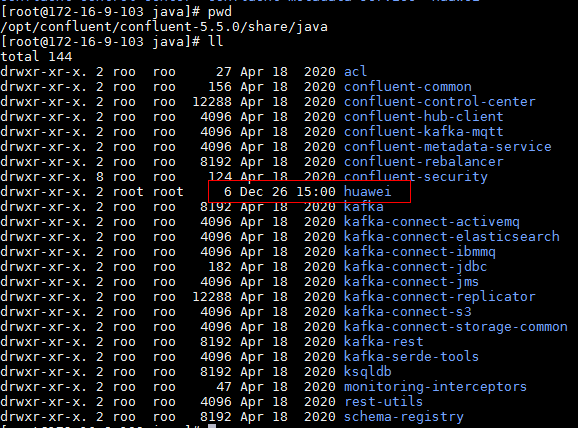 [root@172-16-9-103 java]# pwd
/opt/confluent/confluent-5.5.0/share/java
[root@172-16-9-103 java]# ll
total 144
drwxr-xr-x. 2 roo roo 27 Apr 18 2020 acl
drwxr-xr-x. 2 roo roo 156 Apr 18 2020 confluent-common
drwxr-xr-x. 2 roo roo 12288 Apr 18 2020 confluent-control-center
drwxr-xr-x. 2 roo roo 4096 Apr 18 2020 confluent-hub-client
drwxr-xr-x. 2 roo roo 4096 Apr 18 2020 confluent-kafka-mqtt
drwxr-xr-x. 2 roo roo 4096 Apr 18 2020 confluent-metadata-service
drwxr-xr-x. 2 roo roo 8192 Apr 18 2020 confluent-rebalancer
drwxr-xr-x. 8 roo roo 124 Apr 18 2020 confluent-security
drwxr-xr-x. 2 root root 6 Dec 26 15:00 huawei
drwxr-xr-x. 2 roo roo 8192 Apr 18 2020 kafka
drwxr-xr-x. 2 roo roo 4096 Apr 18 2020 kafka-connect-activemq
drwxr-xr-x. 2 roo roo 4096 Apr 18 2020 kafka-connect-elasticsearch
drwxr-xr-x. 2 roo roo 4096 Apr 18 2020 kafka-connect-ibmmq
drwxr-xr-x. 2 roo roo 182 Apr 18 2020 kafka-connect-jdbc
drwxr-xr-x. 2 roo roo 4096 Apr 18 2020 kafka-connect-jms
drwxr-xr-x. 2 roo roo 12288 Apr 18 2020 kafka-connect-replicator
drwxr-xr-x. 2 roo roo 4096 Apr 18 2020 kafka-connect-s3
drwxr-xr-x. 2 roo roo 4096 Apr 18 2020 kafka-connect-storage-common
drwxr-xr-x. 2 roo roo 8192 Apr 18 2020 kafka-rest
drwxr-xr-x. 2 roo roo 4096 Apr 18 2020 kafka-serde-tools
drwxr-xr-x. 2 roo roo 8192 Apr 18 2020 ksqldb
drwxr-xr-x. 2 roo roo 47 Apr 18 2020 monitoring-interceptors
drwxr-xr-x. 2 roo roo 4096 Apr 18 2020 rest-utils
drwxr-xr-x. 2 roo roo 8192 Apr 18 2020 schema-registry